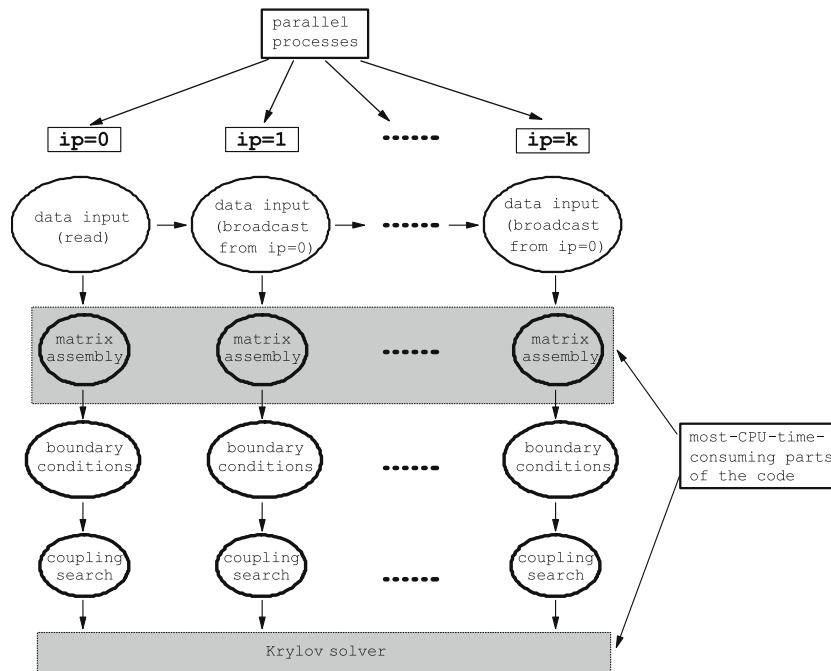 parallel
processes
ip=0
ip=1
ip=k
data input
(read)
data input
(broadcast
from ip=0)
data input
(broadcast
from ip=0)
matrix
assembly
matrix
assembly
matrix
assembly
boundary
conditions
boundary
conditions
boundary
conditions
most-CPU-time-
consuming parts
of the code
coupling
search
coupling
search
coupling
search
Krylov solver